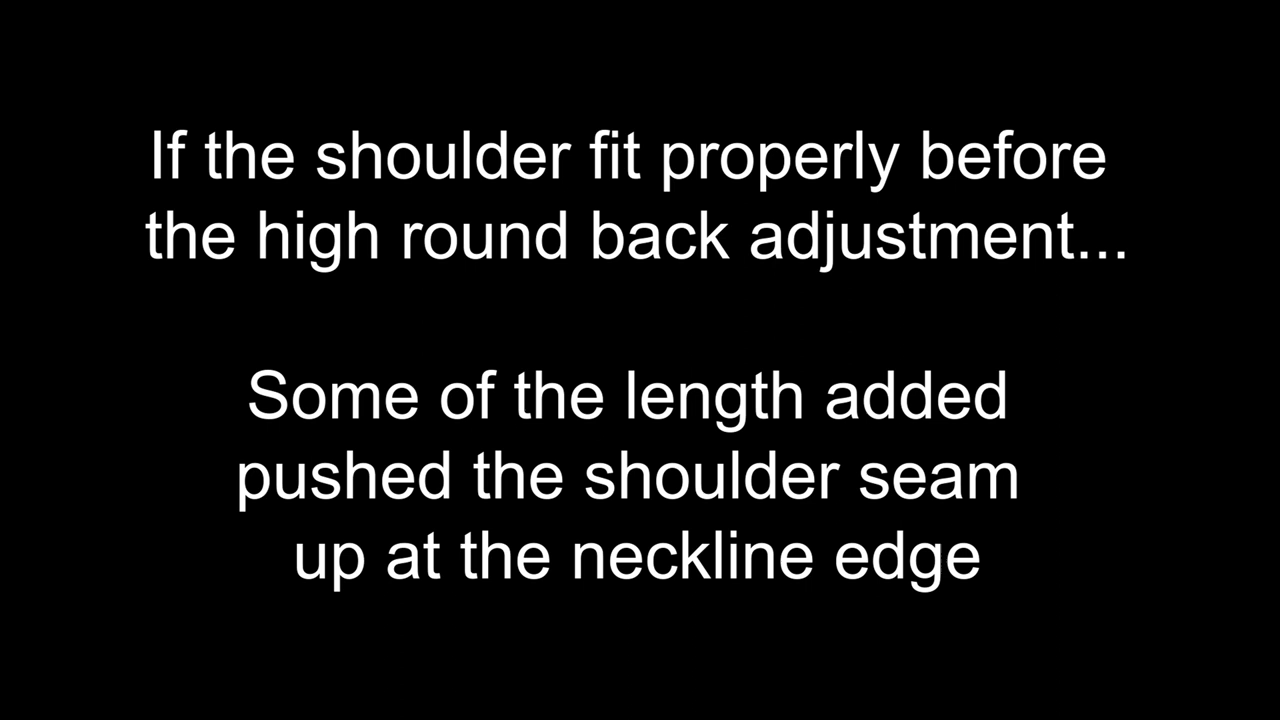 If the shoulder fit properly before
the high round back adjustment...
Some of the length added
pushed the shoulder seam
up at the neckline edge